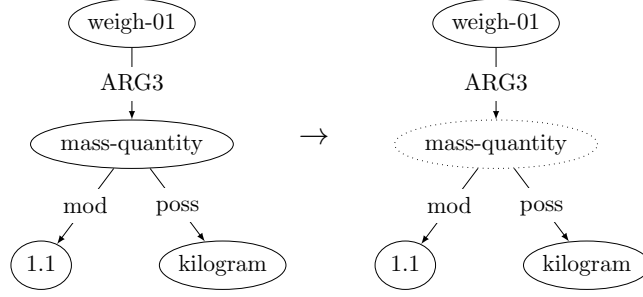 weigh-01 weigh-01
ARG3 ARG3
mass-quantity → mass-quantity
mod poss mod poss
1.1 kilogram 1.1 kilogram